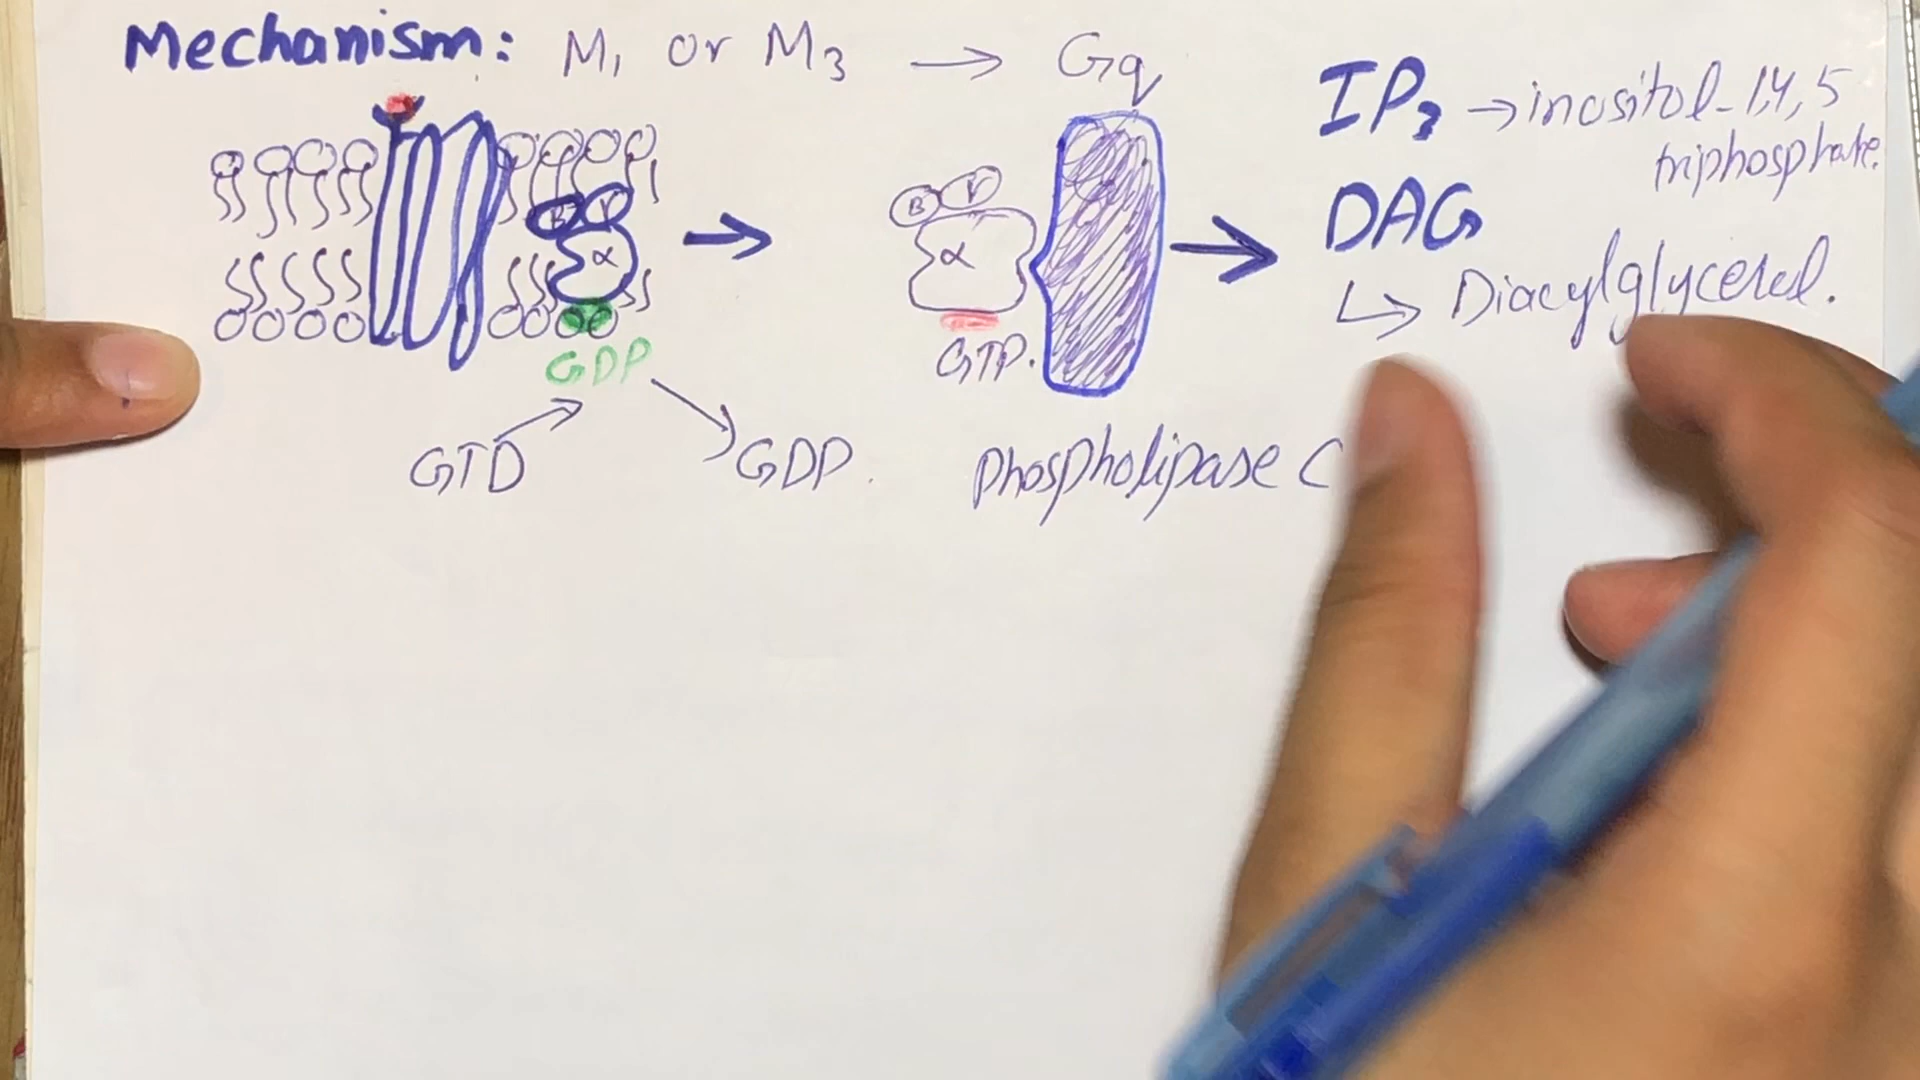 Mechanism: M1 or M3 → Gq
IP3 → inositol-1,4,5
triphosphate.
DAG
↳ Diacylglycerol.
B γ
α
GDP
B γ
α
GTP.
GTD
GDP.
Phospholipase C